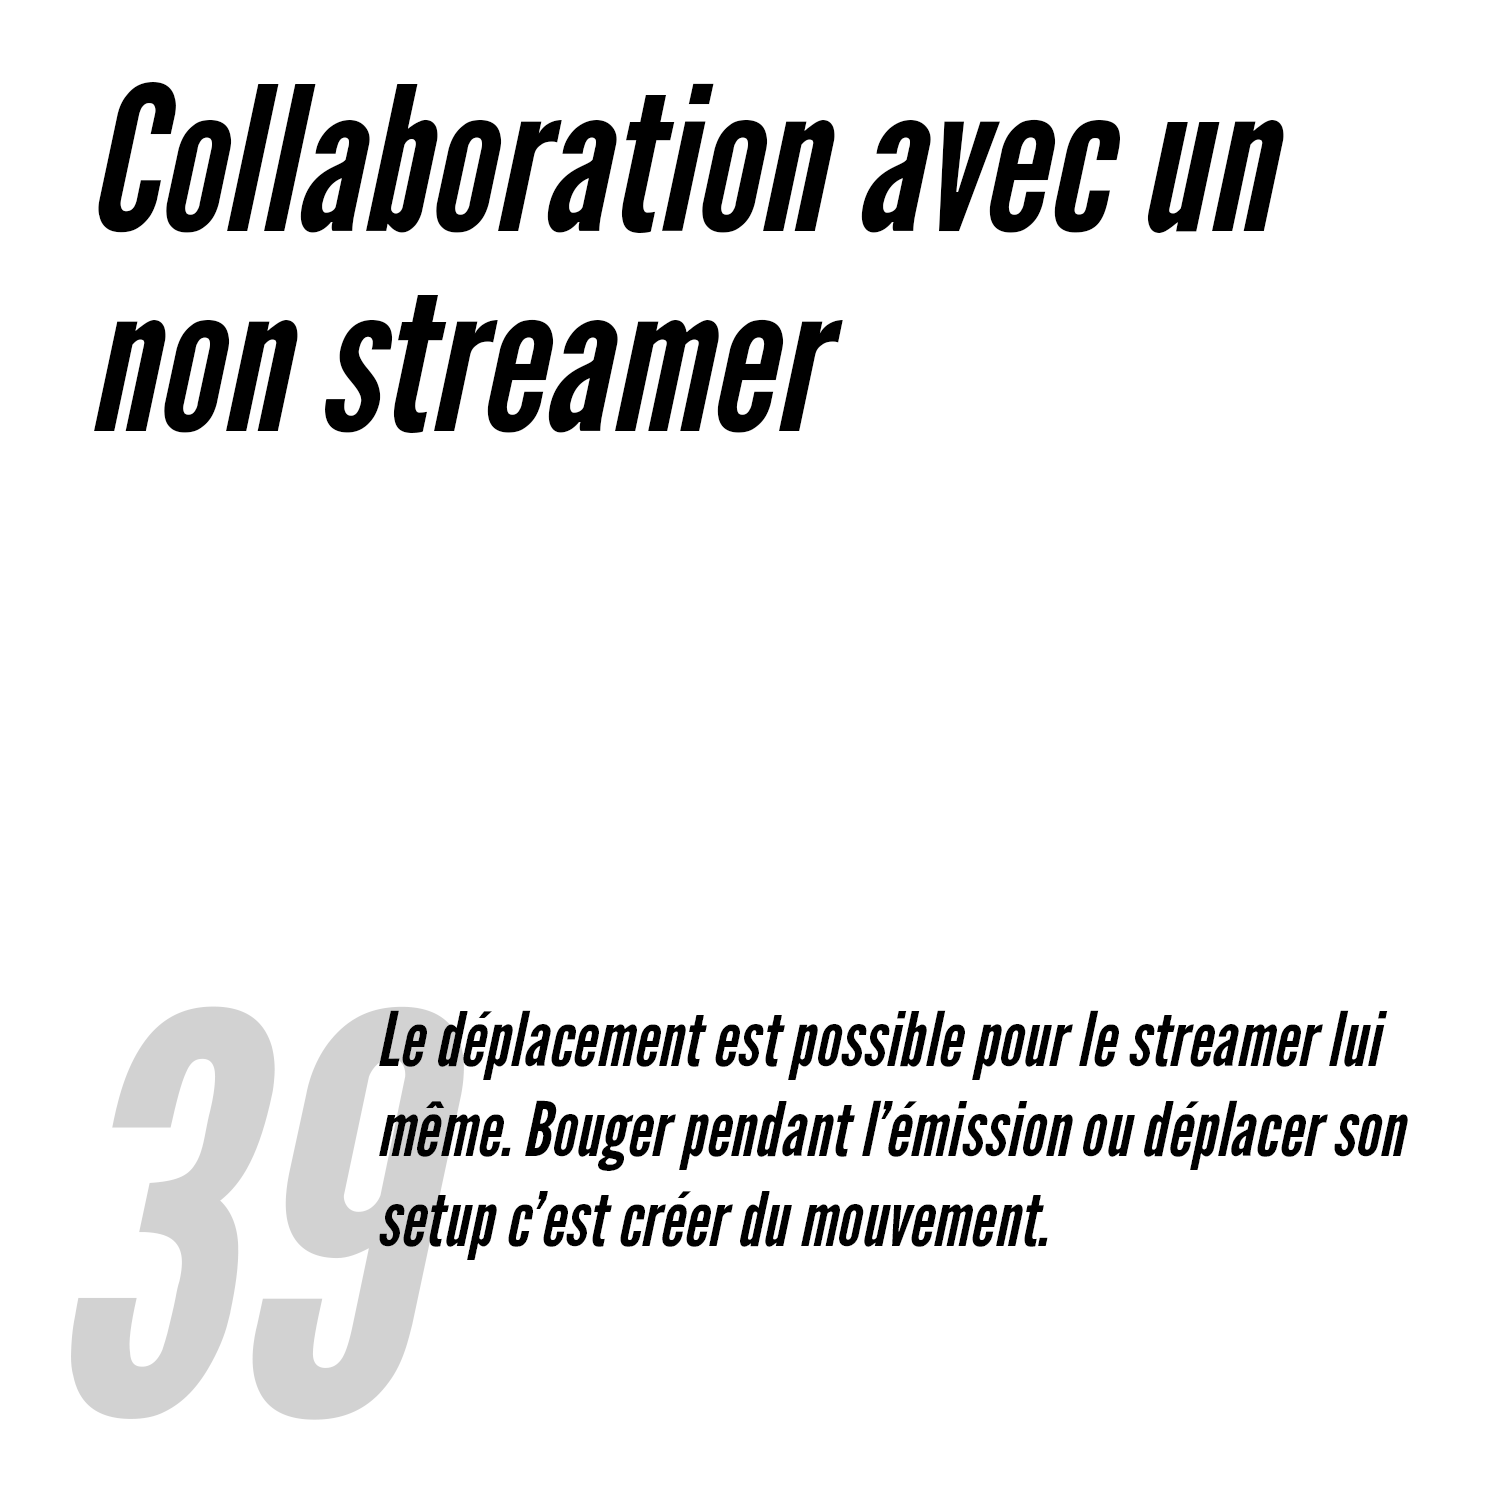 Collaboration avec un
non streamer
39
Le déplacement est possible pour le streamer lui
même. Bouger pendant l’émission ou déplacer son
setup c’est créer du mouvement.